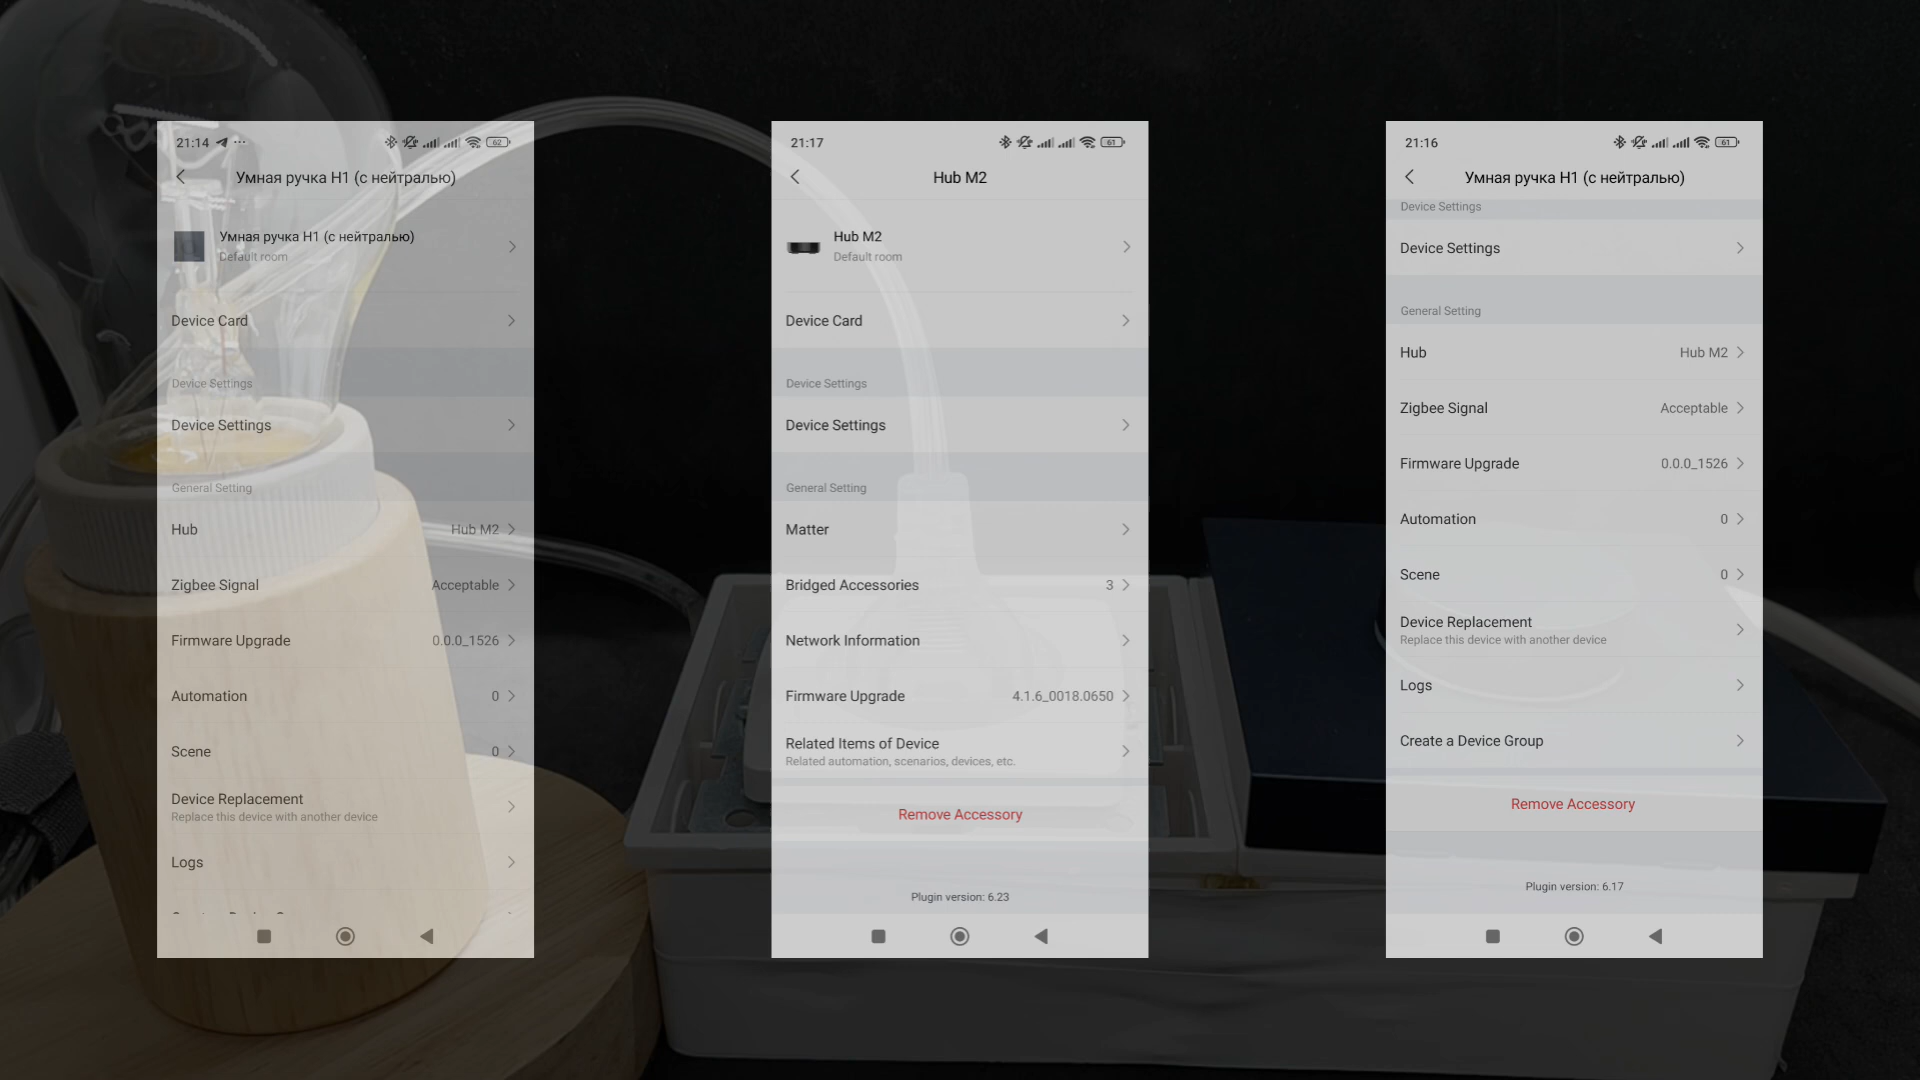 21:14
62
Умная ручка H1 (с нейтралью)
Умная ручка H1 (с нейтралью)
Default room
Device Card
Device Settings
Device Settings
General Setting
Hub
Hub M2
Zigbee Signal
Acceptable
Firmware Upgrade
0.0.0_1526
Automation
0
Scene
0
Device Replacement
Replace this device with another device
Logs
21:17
61
Hub M2
Hub M2
Default room
Device Card
Device Settings
Device Settings
General Setting
Matter
Bridged Accessories
3
Network Information
Firmware Upgrade
4.1.6_0018.0650
Related Items of Device
Related automation, scenarios, devices, etc.
Remove Accessory
Plugin version: 6.23
21:16
61
Умная ручка H1 (с нейтралью)
Device Settings
Device Settings
General Setting
Hub
Hub M2
Zigbee Signal
Acceptable
Firmware Upgrade
0.0.0_1526
Automation
0
Scene
0
Device Replacement
Replace this device with another device
Logs
Create a Device Group
Remove Accessory
Plugin version: 6.17